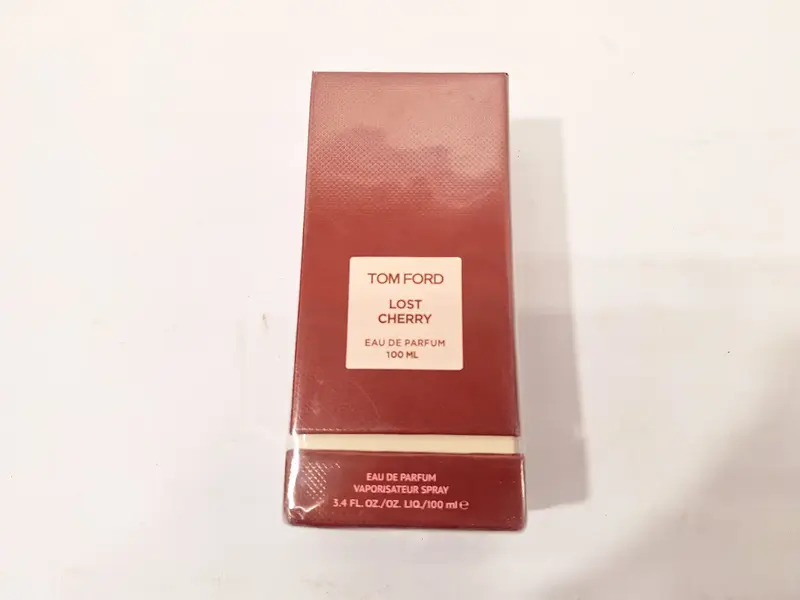 TOM FORD
LOST
CHERRY
EAU DE PARFUM
100 ML
EAU DE PARFUM
VAPORISATEUR SPRAY
3.4 FL. OZ./OZ. LIQ./100 ml ℮